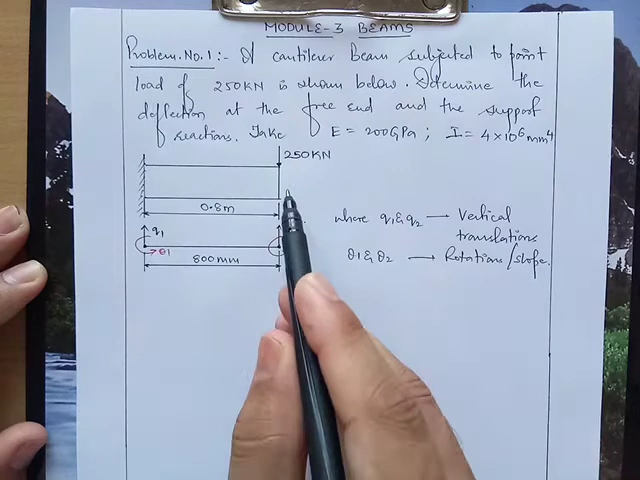 MODULE-3 BEAMS
Problem.No.1:- A cantilever Beam subjected to point
load of 250KN is shown below. Determine the
deflection at the free end and the support
reactions. Take E = 200GPa ; I = 4×10⁶mm⁴
250KN
0.8m
q1
θ1
800mm
where q1 & q2 → Vertical
translations
θ1 & θ2 → Rotations/slope.